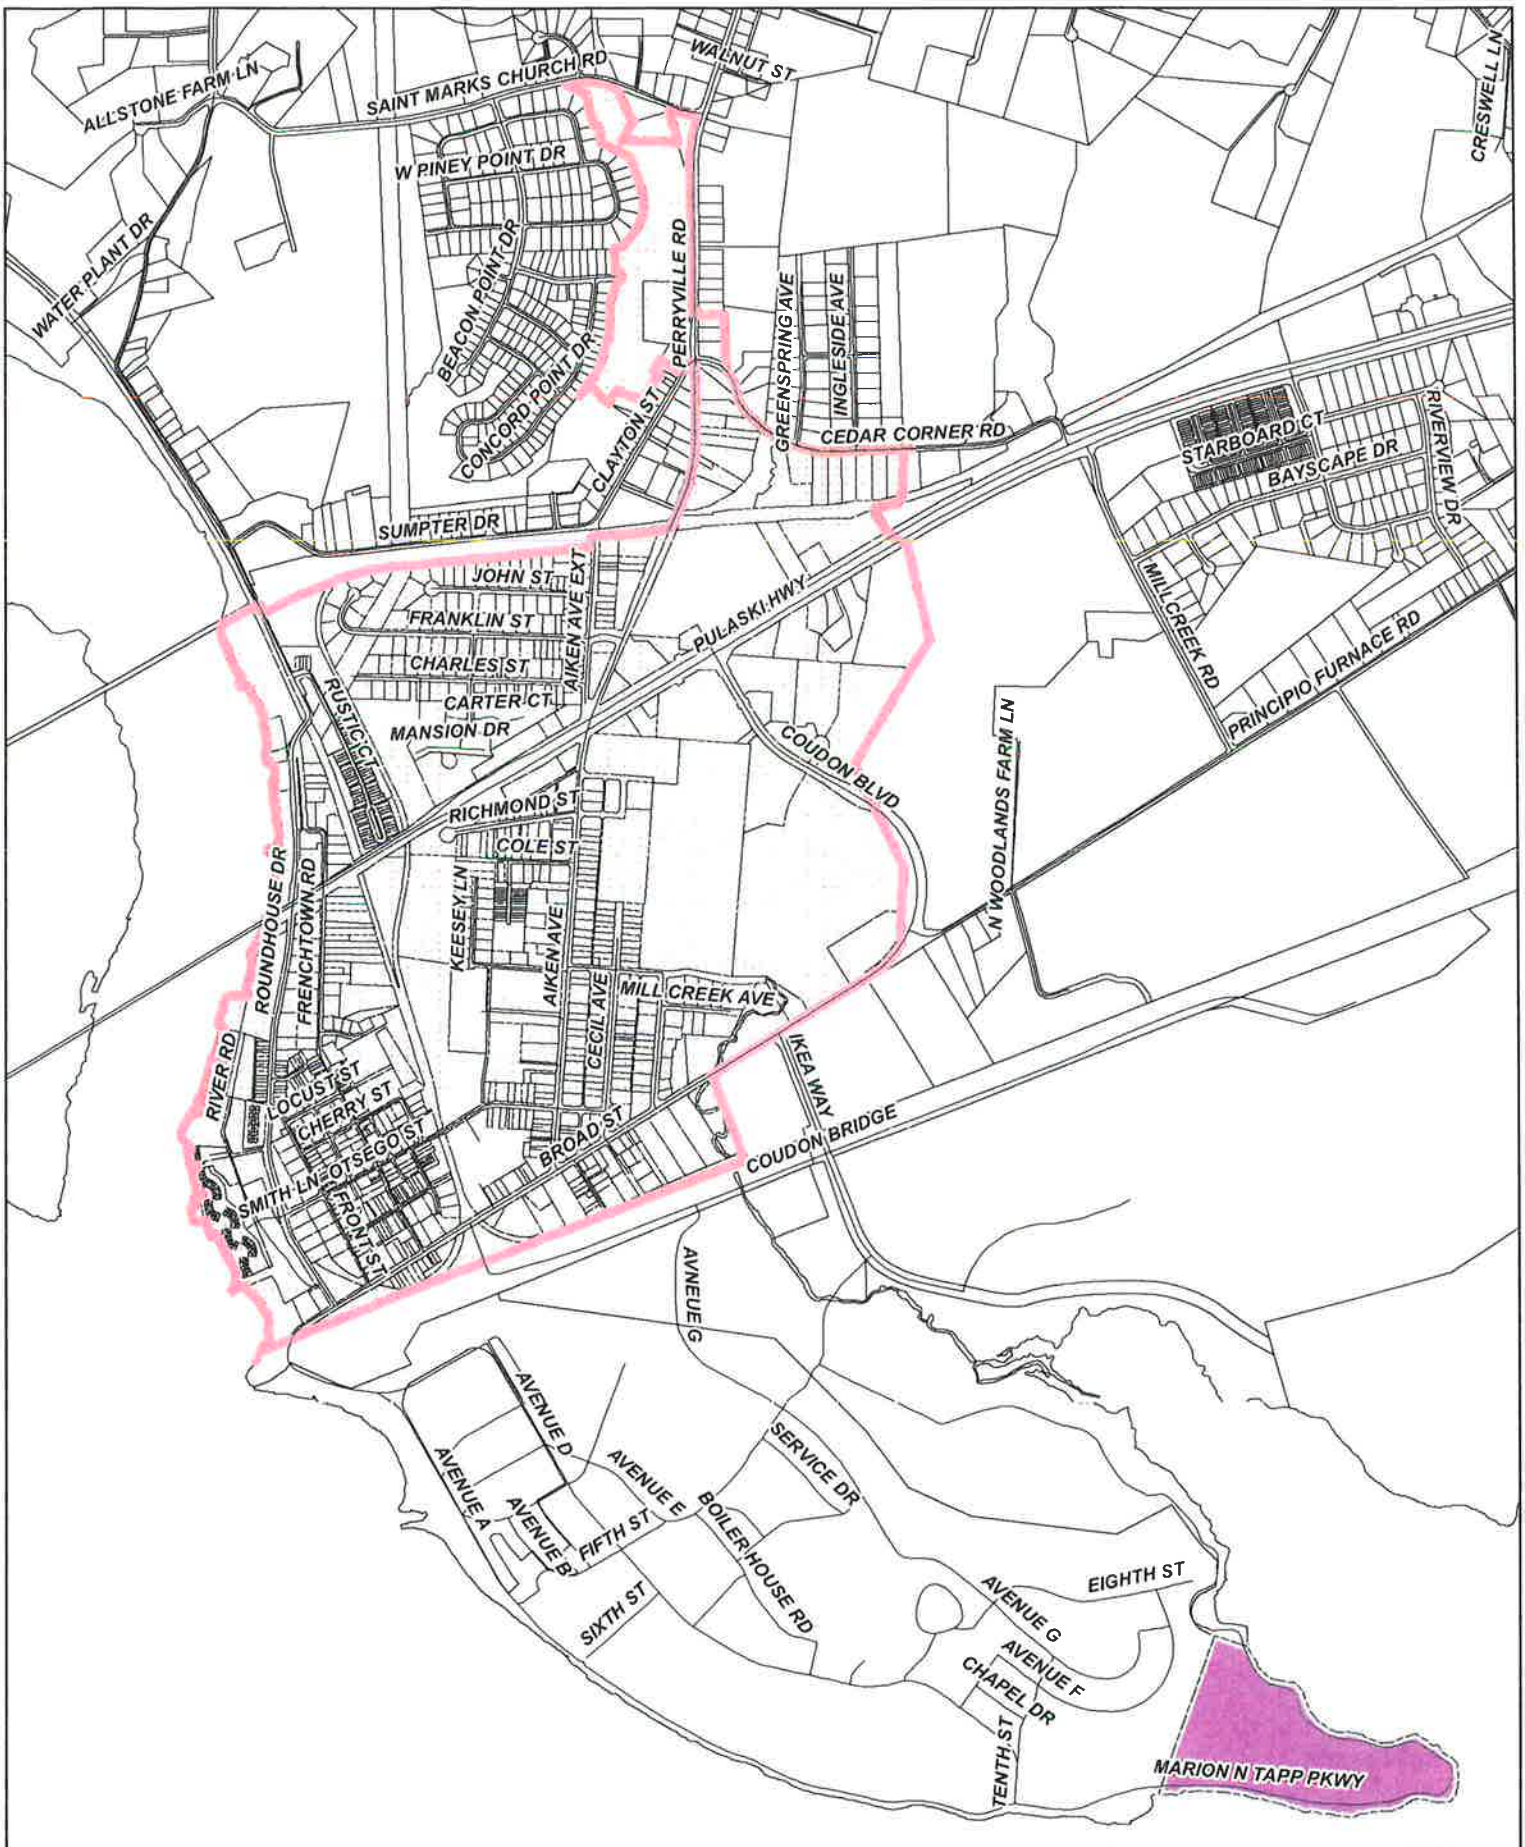 WALNUT ST
CRESWELL LN
SAINT MARKS CHURCH RD
ALLSTONE FARM LN
W PINEY POINT DR
WATER PLANT DR
BEACON POINT DR
PERRYVILLE RD
GREENSPRING AVE
INGLESIDE AVE
CONCORD POINT DR
CLAYTON ST
CEDAR CORNER RD
STARBOARD CT
RIVERVIEW DR
BAYSCAPE DR
SUMPTER DR
JOHN ST
AIKEN AVE EXT
FRANKLIN ST
PULASKI HWY
MILL CREEK RD
CHARLES ST
PRINCIPIO FURNACE RD
RUSTIC CT
CARTER CT
MANSION DR
COUDON BLVD
N WOODLANDS FARM LN
RICHMOND ST
COLE ST
ROUNDHOUSE DR
FRENCHTOWN RD
KEESEY LN
AIKEN AVE
CECIL AVE
MILL CREEK AVE
IKEA WAY
RIVER RD
LOCUST ST
CHERRY ST
OTSEGO ST
BROAD ST
COUDON BRIDGE
SMITH LN
FRONT ST
AVNEUE G
AVENUE D
AVENUE A
AVENUE E
SERVICE DR
AVENUE B
FIFTH ST
BOILER HOUSE RD
SIXTH ST
EIGHTH ST
AVENUE G
AVENUE F
CHAPEL DR
TENTH ST
MARION N TAPP PKWY